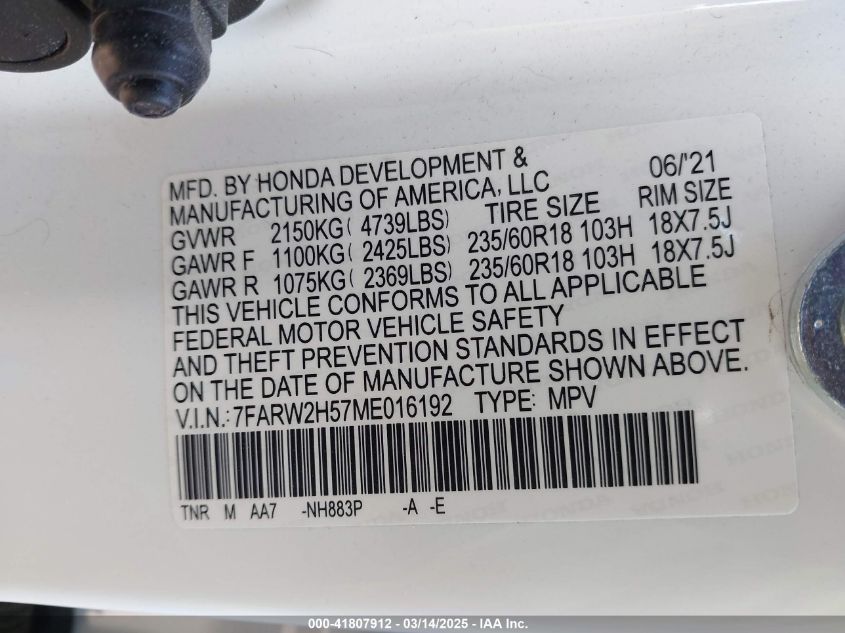 MFD. BY HONDA DEVELOPMENT & 06/'21
MANUFACTURING OF AMERICA, LLC
GVWR 2150KG( 4739LBS) TIRE SIZE RIM SIZE
GAWR F 1100KG( 2425LBS) 235/60R18 103H 18X7.5J
GAWR R 1075KG( 2369LBS) 235/60R18 103H 18X7.5J
THIS VEHICLE CONFORMS TO ALL APPLICABLE
FEDERAL MOTOR VEHICLE SAFETY
AND THEFT PREVENTION STANDARDS IN EFFECT
ON THE DATE OF MANUFACTURE SHOWN ABOVE.
V.I.N.:7FARW2H57ME016192 TYPE: MPV
TNR M AA7 -NH883P -A -E
000-41807912 - 03/14/2025 - IAA Inc.